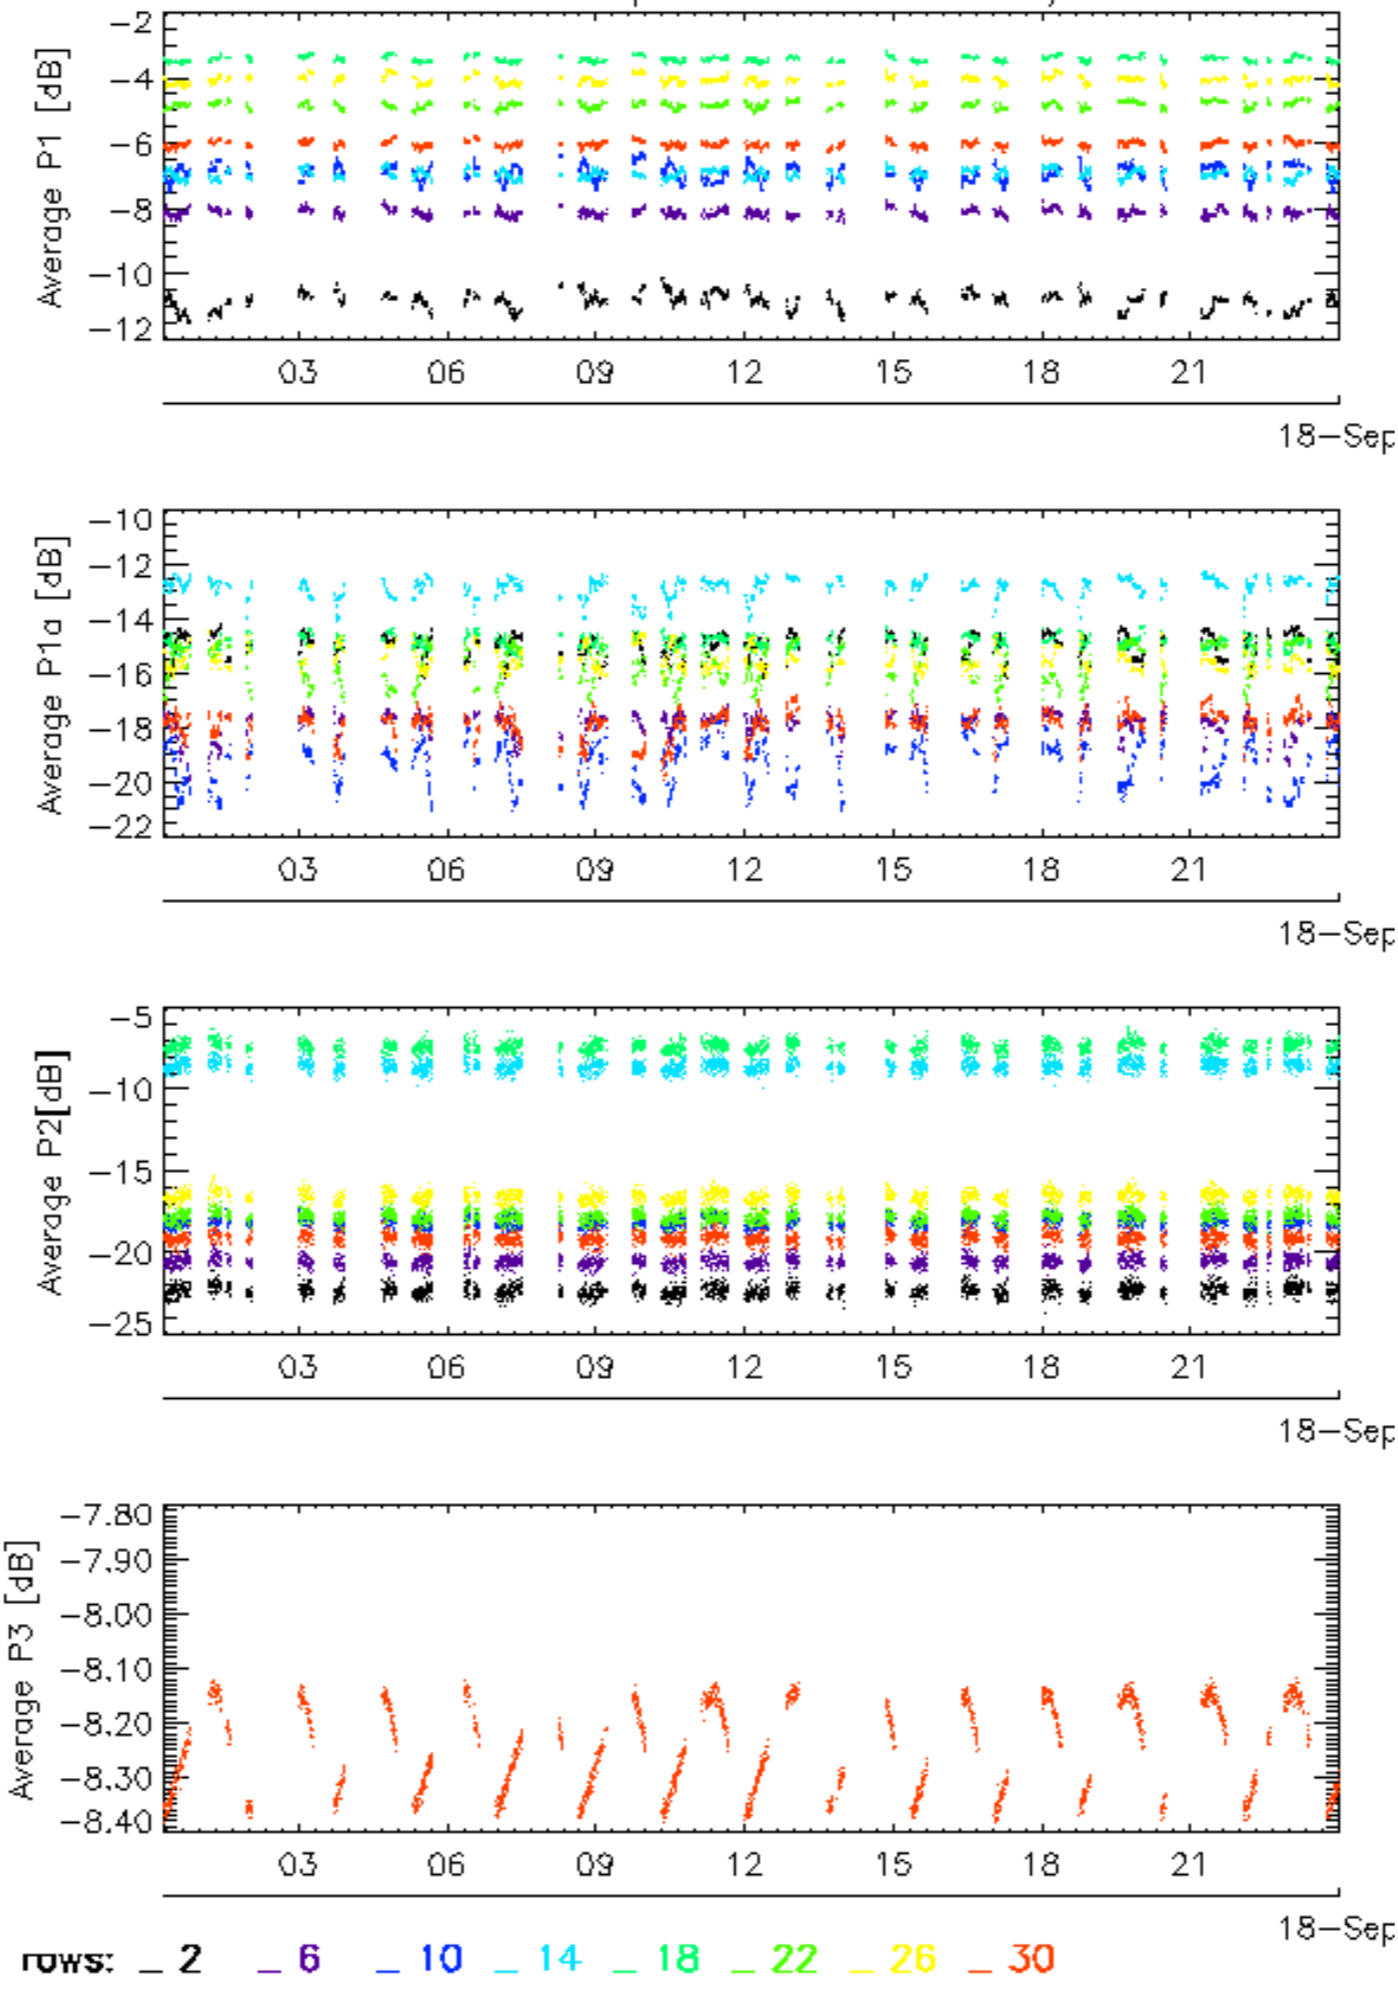 Average P1 [dB]
−2
−4
−6
−8
−10
−12
03 06 09 12 15 18 21
18−Sep
Average P1a [dB]
−10
−12
−14
−16
−18
−20
−22
03 06 09 12 15 18 21
18−Sep
Average P2[dB]
−5
−10
−15
−20
−25
03 06 09 12 15 18 21
18−Sep
Average P3 [dB]
−7.80
−7.90
−8.00
−8.10
−8.20
−8.30
−8.40
03 06 09 12 15 18 21
18−Sep
rows: _ 2 _ 6 _ 10 _ 14 _ 18 _ 22 _ 26 _ 30